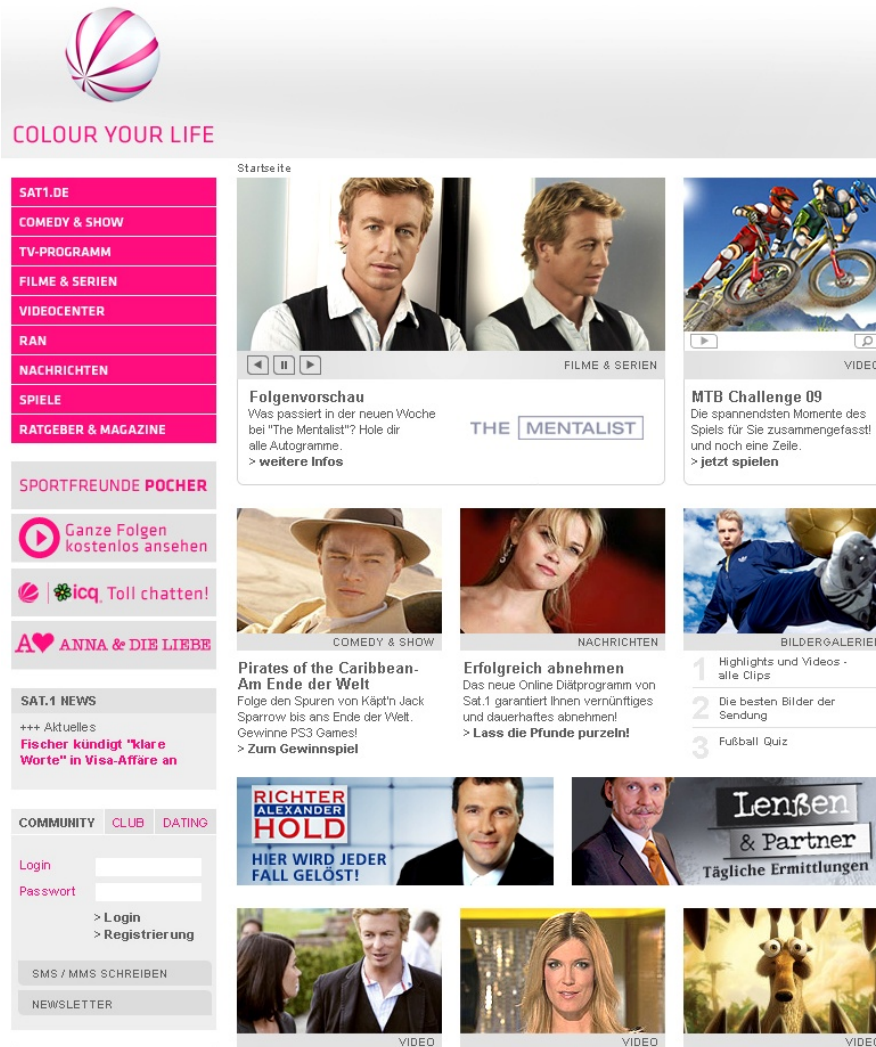 COLOUR YOUR LIFE
Startseite
SAT1.DE
COMEDY & SHOW
TV-PROGRAMM
FILME & SERIEN
VIDEOCENTER
RAN
NACHRICHTEN
SPIELE
RATGEBER & MAGAZINE
FILME & SERIEN
Folgenvorschau
Was passiert in der neuen Woche
bei "The Mentalist"? Hole dir
alle Autogramme.
> weitere Infos
THE MENTALIST
VIDEO
MTB Challenge 09
Die spannendsten Momente des
Spiels für Sie zusammengefasst!
und noch eine Zeile.
> jetzt spielen
SPORTFREUNDE POCHER
Ganze Folgen
kostenlos ansehen
icq Toll chatten!
A ANNA & DIE LIEBE
COMEDY & SHOW
Pirates of the Caribbean-
Am Ende der Welt
Folge den Spuren von Käpt'n Jack
Sparrow bis ans Ende der Welt.
Gewinne PS3 Games!
> Zum Gewinnspiel
NACHRICHTEN
Erfolgreich abnehmen
Das neue Online Diätprogramm von
Sat.1 garantiert Ihnen vernünftiges
und dauerhaftes abnehmen!
> Lass die Pfunde purzeln!
BILDERGALERIE
1 Highlights und Videos -
alle Clips
2 Die besten Bilder der
Sendung
3 Fußball Quiz
SAT.1 NEWS
+++ Aktuelles
Fischer kündigt "klare
Worte" in Visa-Affäre an
RICHTER
ALEXANDER
HOLD
HIER WIRD JEDER
FALL GELÖST!
Lenßen
& Partner
Tägliche Ermittlungen
COMMUNITY CLUB DATING
Login
Passwort
> Login
> Registrierung
SMS / MMS SCHREIBEN
NEWSLETTER
VIDEO
VIDEO
VIDEO